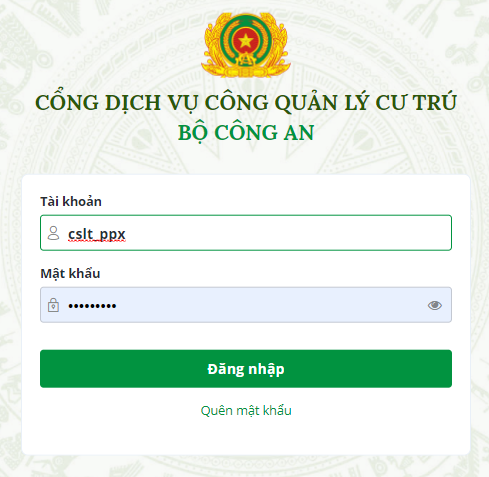 CỔNG DỊCH VỤ CÔNG QUẢN LÝ CƯ TRÚ
BỘ CÔNG AN
Tài khoản
cslt_ppx
Mật khẩu
•••••••••
Đăng nhập
Quên mật khẩu